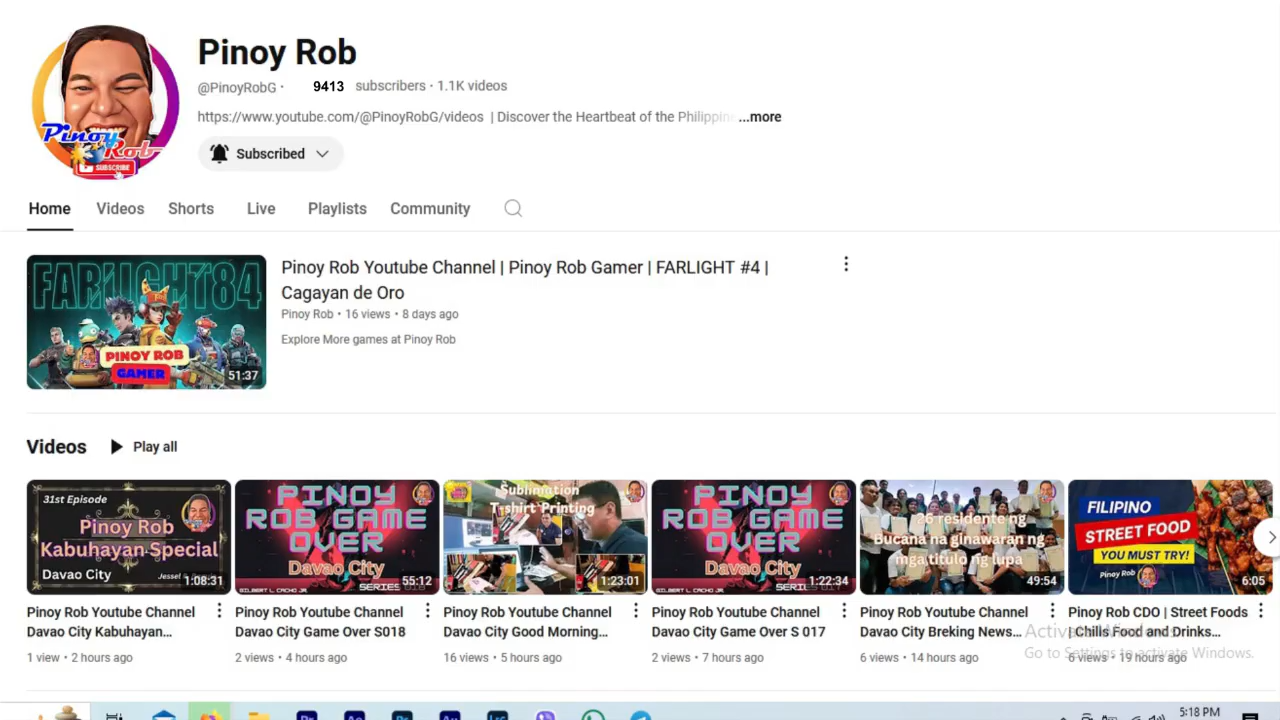 Pinoy Rob
@PinoyRobG · 9413 subscribers · 1.1K videos
https://www.youtube.com/@PinoyRobG/videos | Discover the Heartbeat of the Philippin ...more
Subscribed
Pinoy
Rob
SUBSCRIBE
Home Videos Shorts Live Playlists Community
FARLIGHT84
PINOY ROB
GAMER
51:37
Pinoy Rob Youtube Channel | Pinoy Rob Gamer | FARLIGHT #4 |
Cagayan de Oro
Pinoy Rob · 16 views · 8 days ago
Explore More games at Pinoy Rob
Videos Play all
31st Episode
Pinoy Rob
Kabuhayan Special
Davao City
1:08:31
Pinoy Rob Youtube Channel
Davao City Kabuhayan...
1 view · 2 hours ago
PINOY
ROB GAME
OVER
Davao City
55:12
GILBERT L CACHO JR.
Pinoy Rob Youtube Channel
Davao City Game Over S018
2 views · 4 hours ago
Sublimation
T-shirt Printing
1:23:01
Pinoy Rob Youtube Channel
Davao City Good Morning...
16 views · 5 hours ago
PINOY
ROB GAME
OVER
Davao City
1:22:34
GILBERT L CACHO JR.
Pinoy Rob Youtube Channel
Davao City Game Over S 017
2 views · 7 hours ago
26 residente ng
Bucana na ginawaran ng
mga titulo ng lupa
49:54
Pinoy Rob Youtube Channel
Davao City Breking News...
6 views · 14 hours ago
FILIPINO
STREET FOOD
YOU MUST TRY!
Pinoy Rob
6:05
Pinoy Rob CDO | Street Foods
Chills Food and Drinks...
6 views · 19 hours ago
Activate Windows
Go to Settings to activate Windows.
5:18 PM